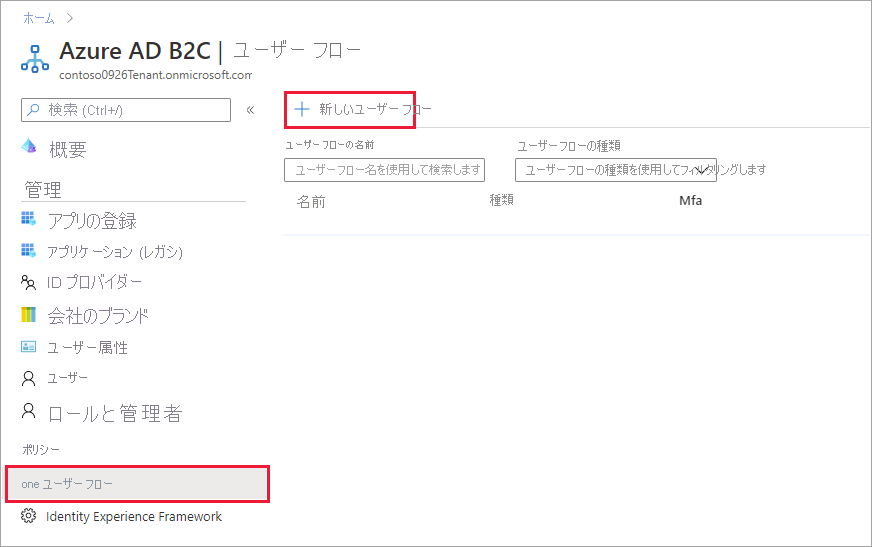 ホーム
Azure AD B2C | ユーザー フロー
contoso0926Tenant.onmicrosoft.com
検索 (Ctrl+/)
«
概要
管理
アプリの登録
アプリケーション (レガシ)
ID プロバイダー
会社のブランド
ユーザー属性
ユーザー
ロールと管理者
ポリシー
one ユーザー フロー
Identity Experience Framework
新しいユーザー フロー
ユーザー フローの名前
ユーザー フロー名を使用して検索します
ユーザー フローの種類
ユーザー フローの種類を使用してフィルタリングします
名前 種類 Mfa